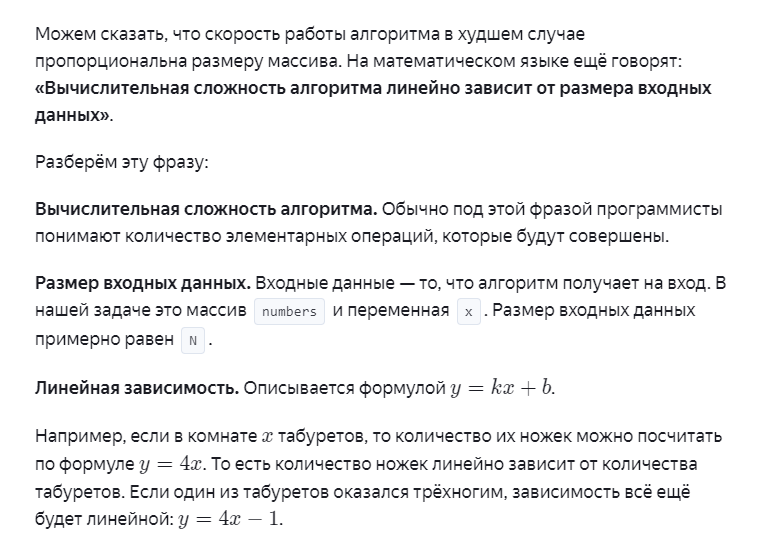 Можем сказать, что скорость работы алгоритма в худшем случае
пропорциональна размеру массива. На математическом языке ещё говорят:
«Вычислительная сложность алгоритма линейно зависит от размера входных
данных».
Разберём эту фразу:
Вычислительная сложность алгоритма. Обычно под этой фразой программисты
понимают количество элементарных операций, которые будут совершены.
Размер входных данных. Входные данные — то, что алгоритм получает на вход. В
нашей задаче это массив numbers и переменная x . Размер входных данных
примерно равен N .
Линейная зависимость. Описывается формулой y = kx + b.
Например, если в комнате x табуретов, то количество их ножек можно посчитать
по формуле y = 4x. То есть количество ножек линейно зависит от количества
табуретов. Если один из табуретов оказался трёхногим, зависимость всё ещё
будет линейной: y = 4x − 1.